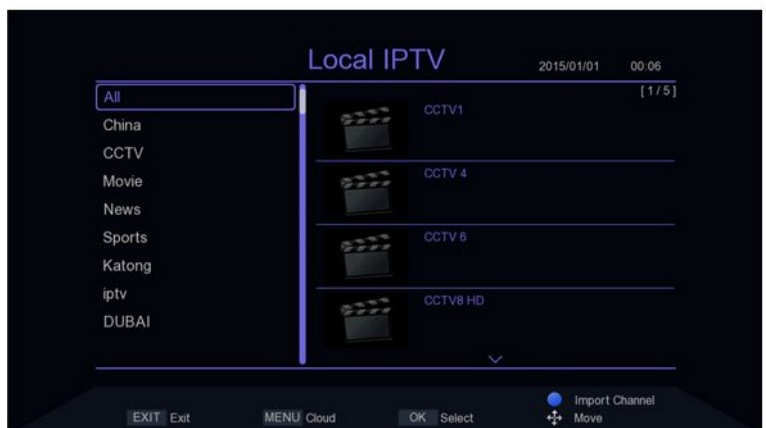 Local IPTV
2015/01/01 00:06
[1/5]
All
China
CCTV
Movie
News
Sports
Katong
iptv
DUBAI
CCTV1
CCTV 4
CCTV 6
CCTV8 HD
Import Channel
EXIT Exit MENU Cloud OK Select Move